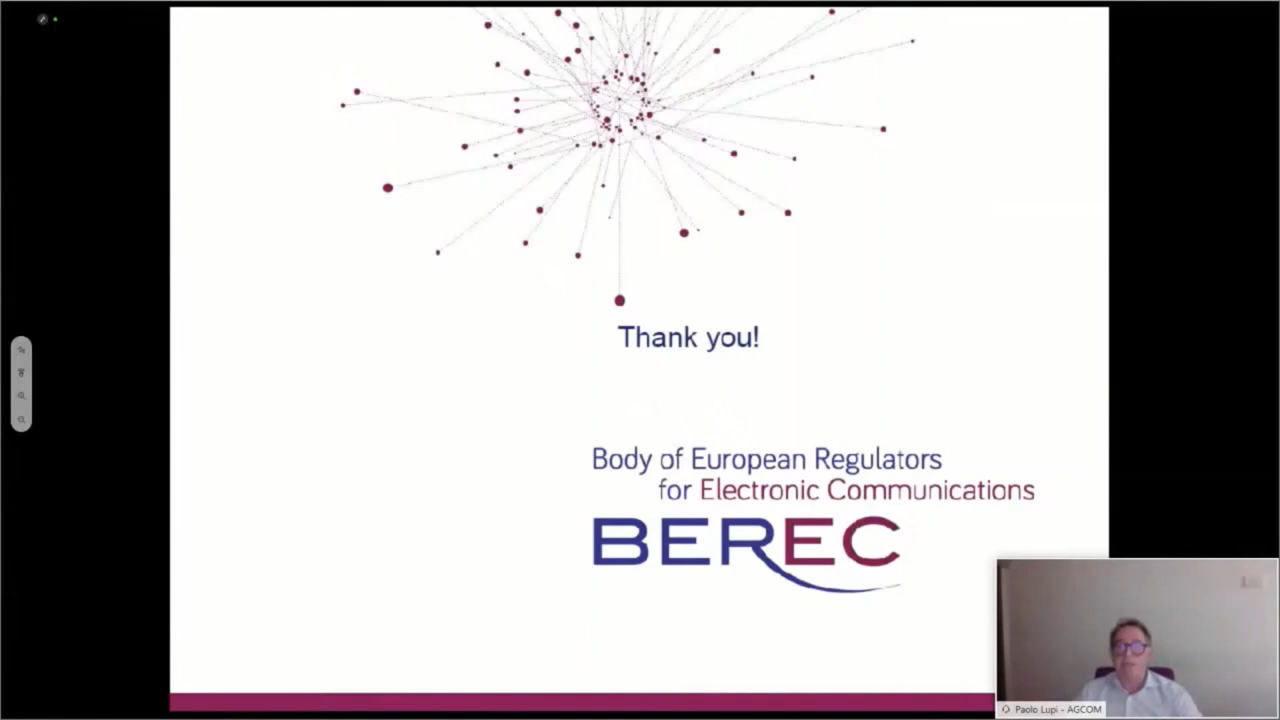 Thank you!
Body of European Regulators
for Electronic Communications
BEREC
Paolo Lupi - AGCOM